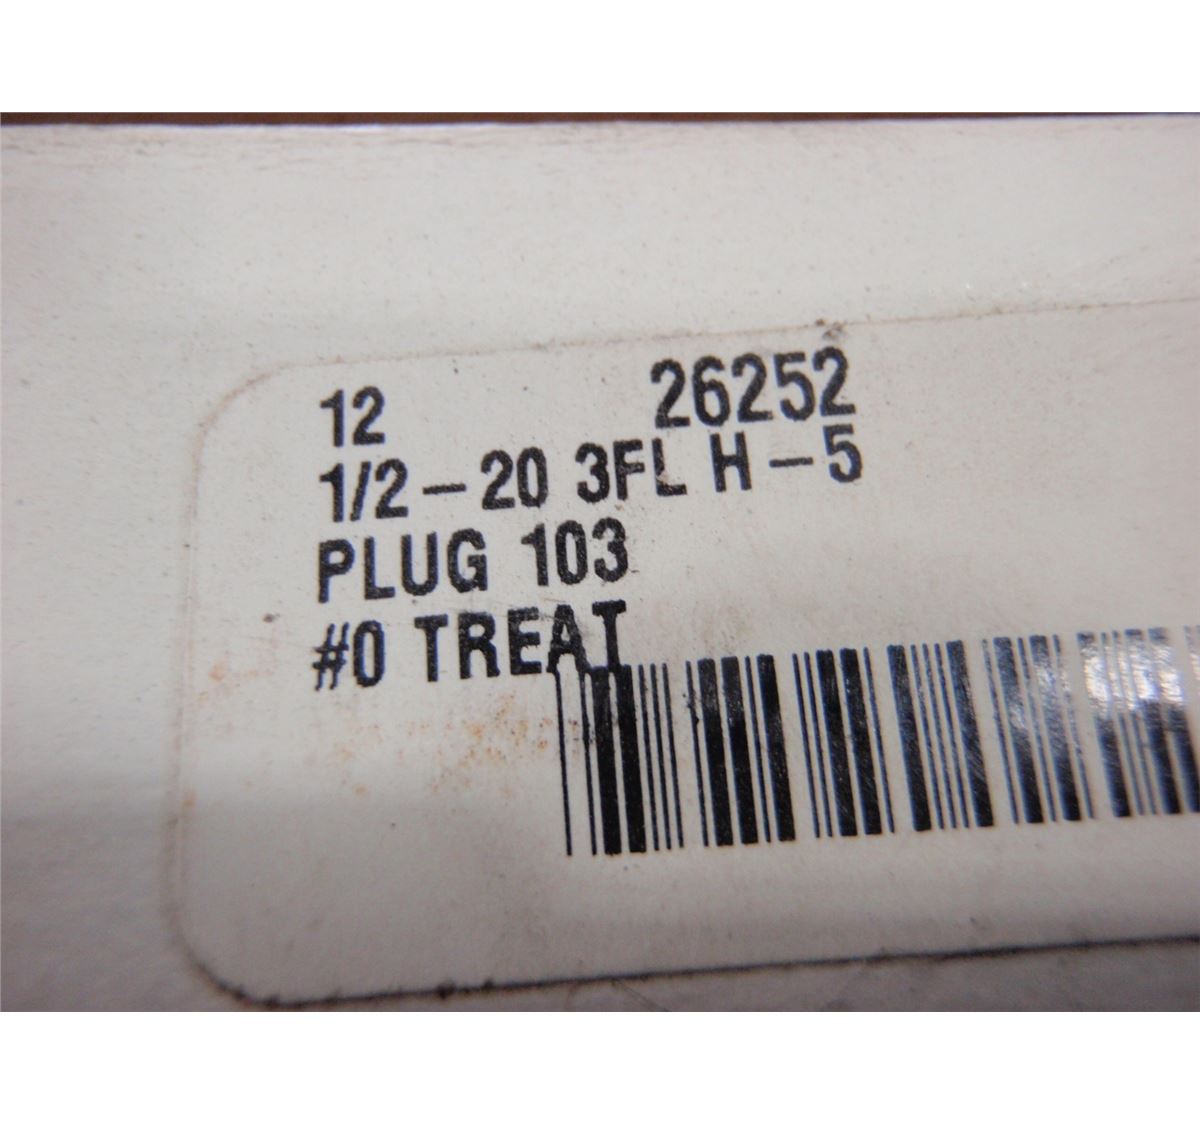 12 26252
1/2-20 3FL H-5
PLUG 103
#0 TREAT